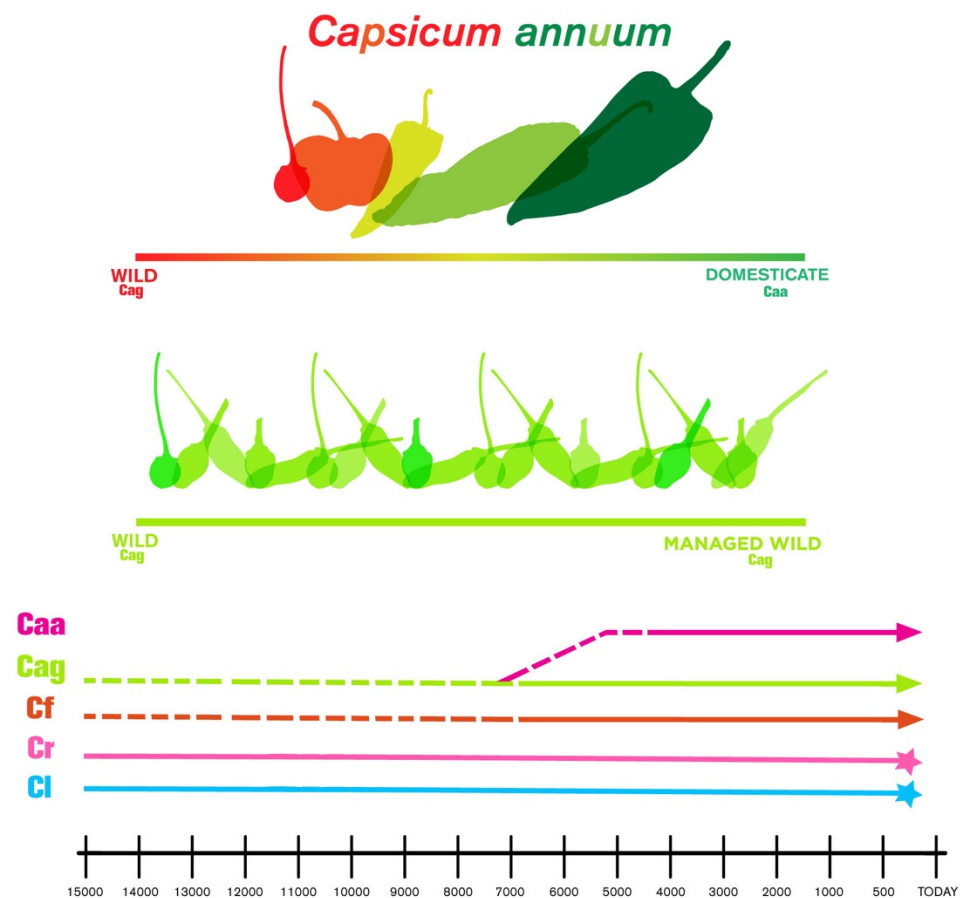 Capsicum annuum
WILD
Cag
DOMESTICATE
Caa
WILD
Cag
MANAGED WILD
Cag
Caa
Cag
Cf
Cr
Cl
15000 14000 13000 12000 11000 10000 9000 8000 7000 6000 5000 4000 3000 2000 1000 500 TODAY